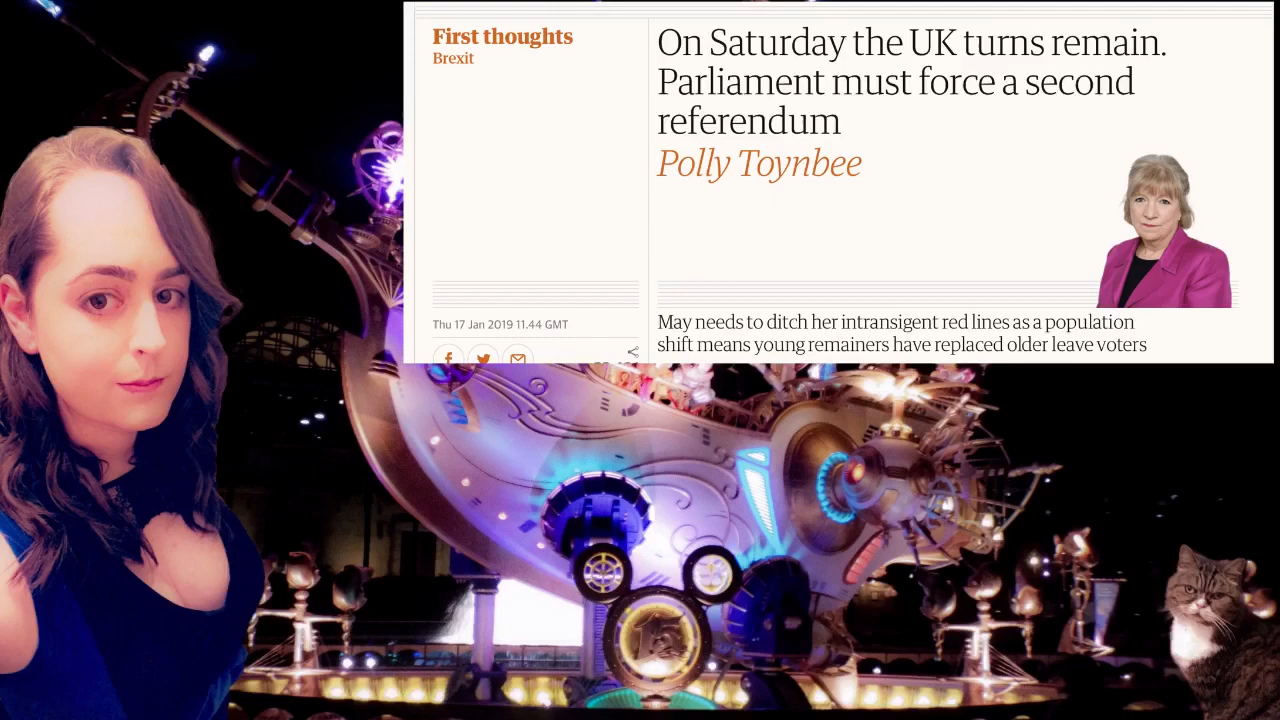 First thoughts
Brexit
On Saturday the UK turns remain.
Parliament must force a second
referendum
Polly Toynbee
Thu 17 Jan 2019 11.44 GMT
May needs to ditch her intransigent red lines as a population
shift means young remainers have replaced older leave voters
15